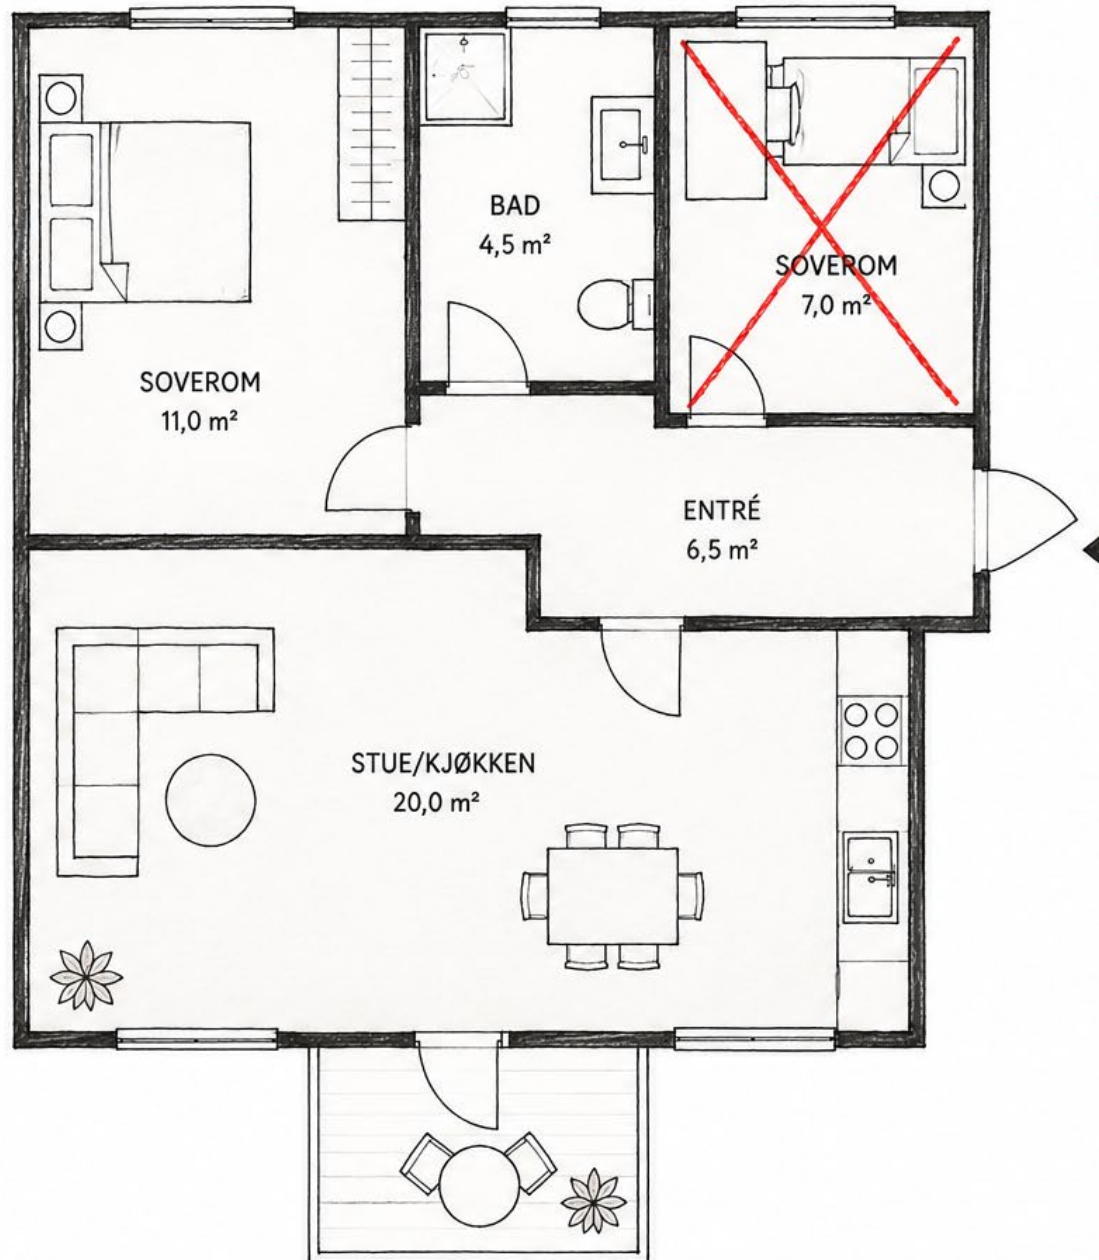 BAD
4,5 m²
SOVEROM
7,0 m²
SOVEROM
11,0 m²
ENTRÉ
6,5 m²
STUE/KJØKKEN
20,0 m²